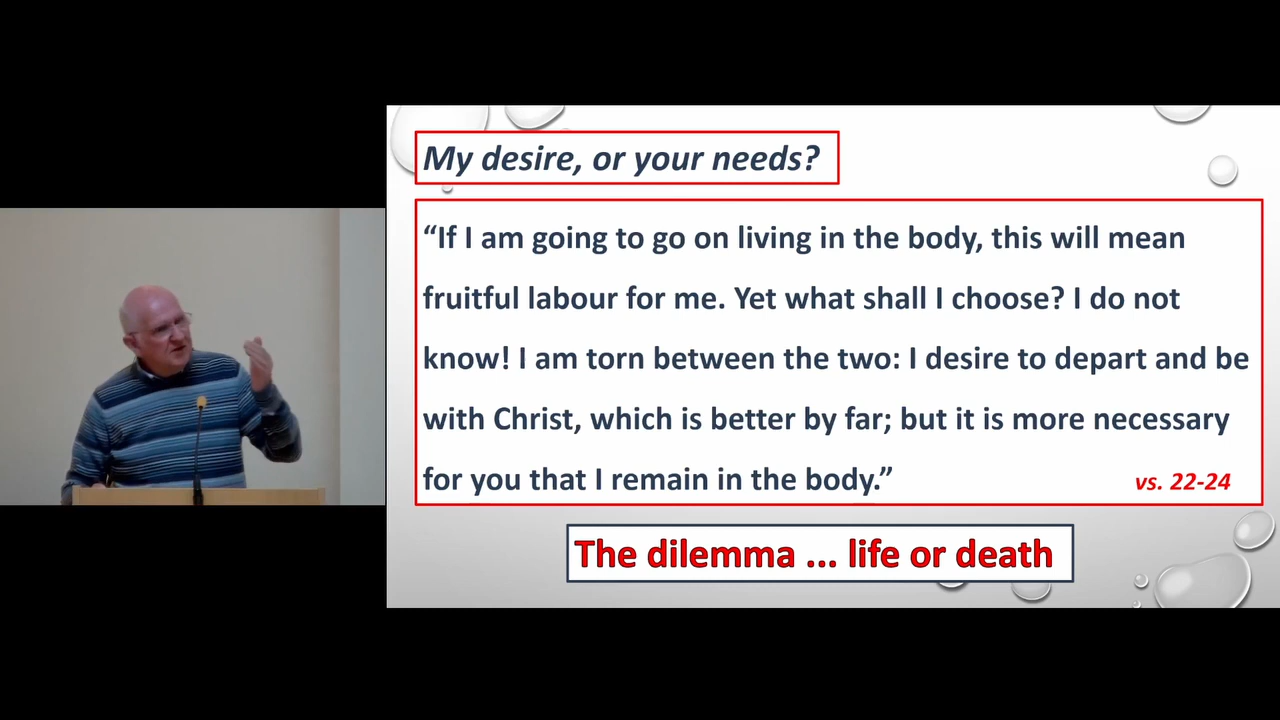 My desire, or your needs?
“If I am going to go on living in the body, this will mean
fruitful labour for me. Yet what shall I choose? I do not
know! I am torn between the two: I desire to depart and be
with Christ, which is better by far; but it is more necessary
for you that I remain in the body.” vs. 22-24
The dilemma ... life or death